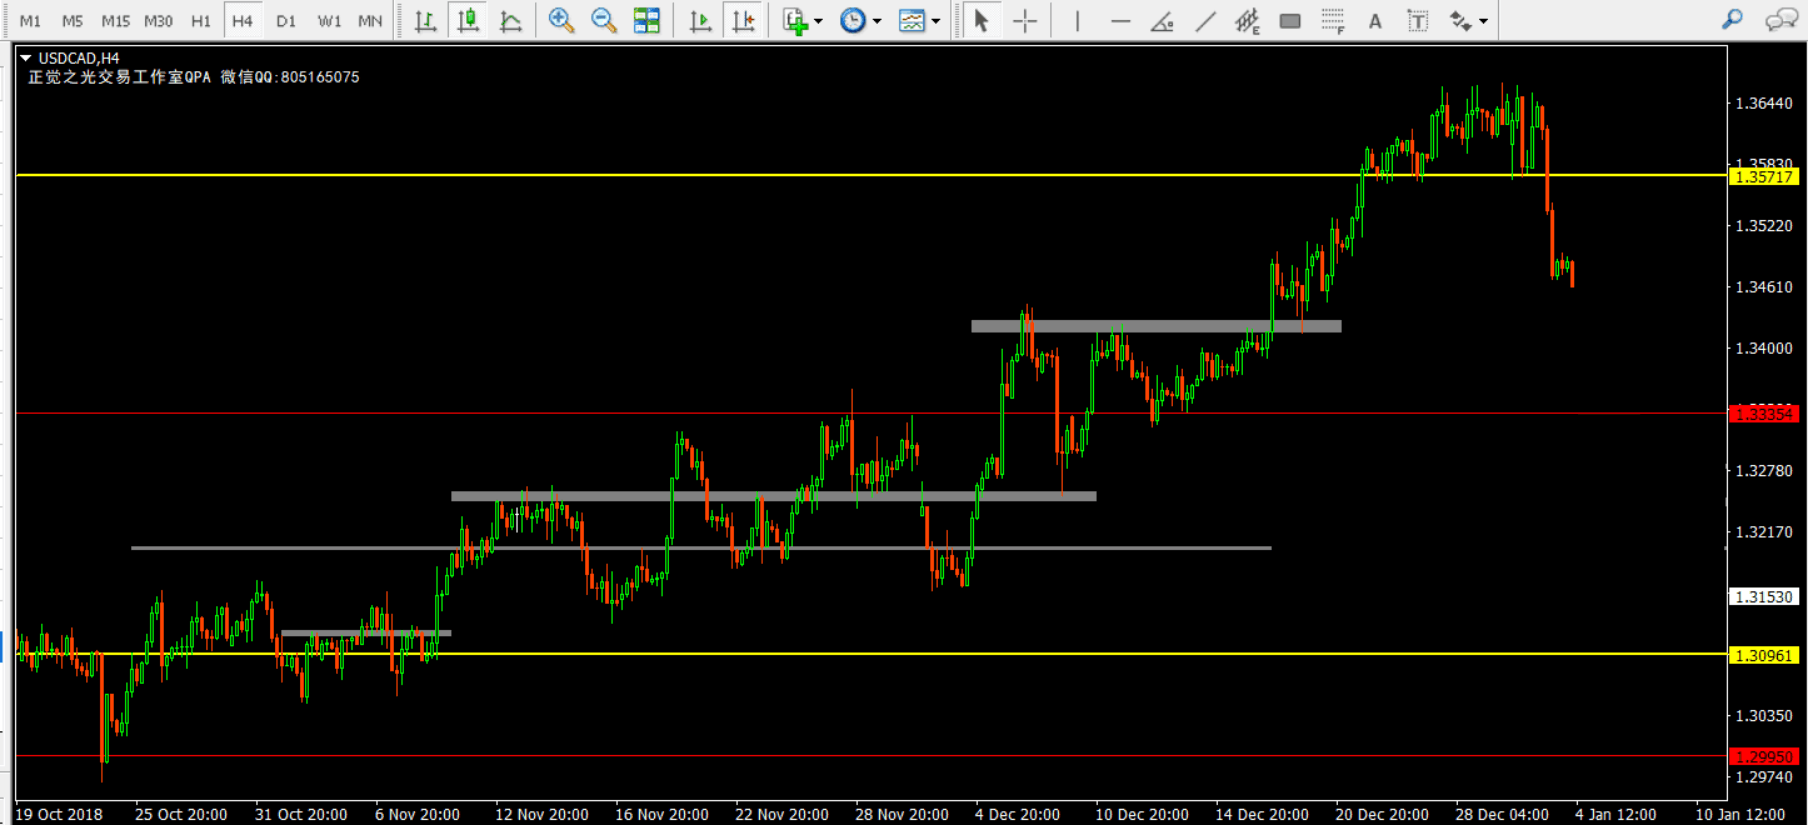 M1 M5 M15 M30 H1 H4 D1 W1 MN
E F A T
USDCAD,H4
正觉之光交易工作室QPA 微信QQ:805165075
1.36440
1.35830
1.35717
1.35220
1.34610
1.34000
1.33354
1.32780
1.32170
1.31530
1.30961
1.30350
1.29950
1.29740
19 Oct 2018 25 Oct 20:00 31 Oct 20:00 6 Nov 20:00 12 Nov 20:00 16 Nov 20:00 22 Nov 20:00 28 Nov 20:00 4 Dec 20:00 10 Dec 20:00 14 Dec 20:00 20 Dec 20:00 28 Dec 04:00 4 Jan 12:00 10 Jan 12:00